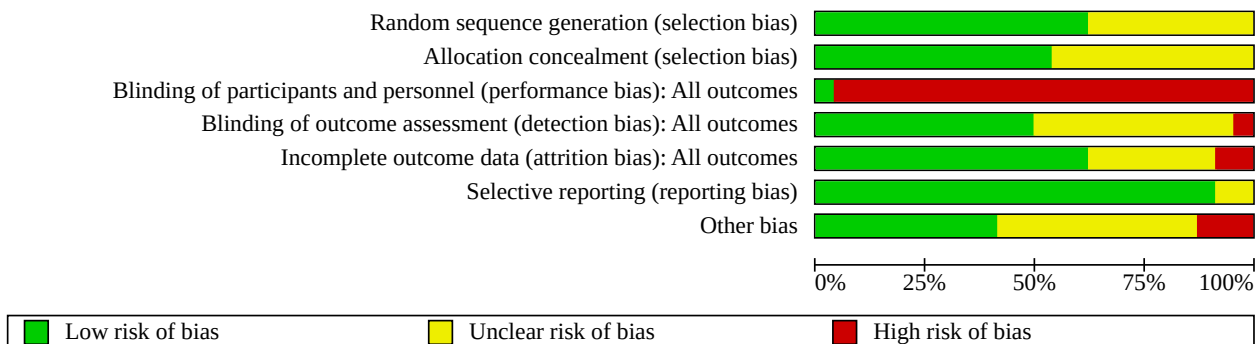 Random sequence generation (selection bias)
Allocation concealment (selection bias)
Blinding of participants and personnel (performance bias): All outcomes
Blinding of outcome assessment (detection bias): All outcomes
Incomplete outcome data (attrition bias): All outcomes
Selective reporting (reporting bias)
Other bias
0% 25% 50% 75% 100%
Low risk of bias Unclear risk of bias High risk of bias